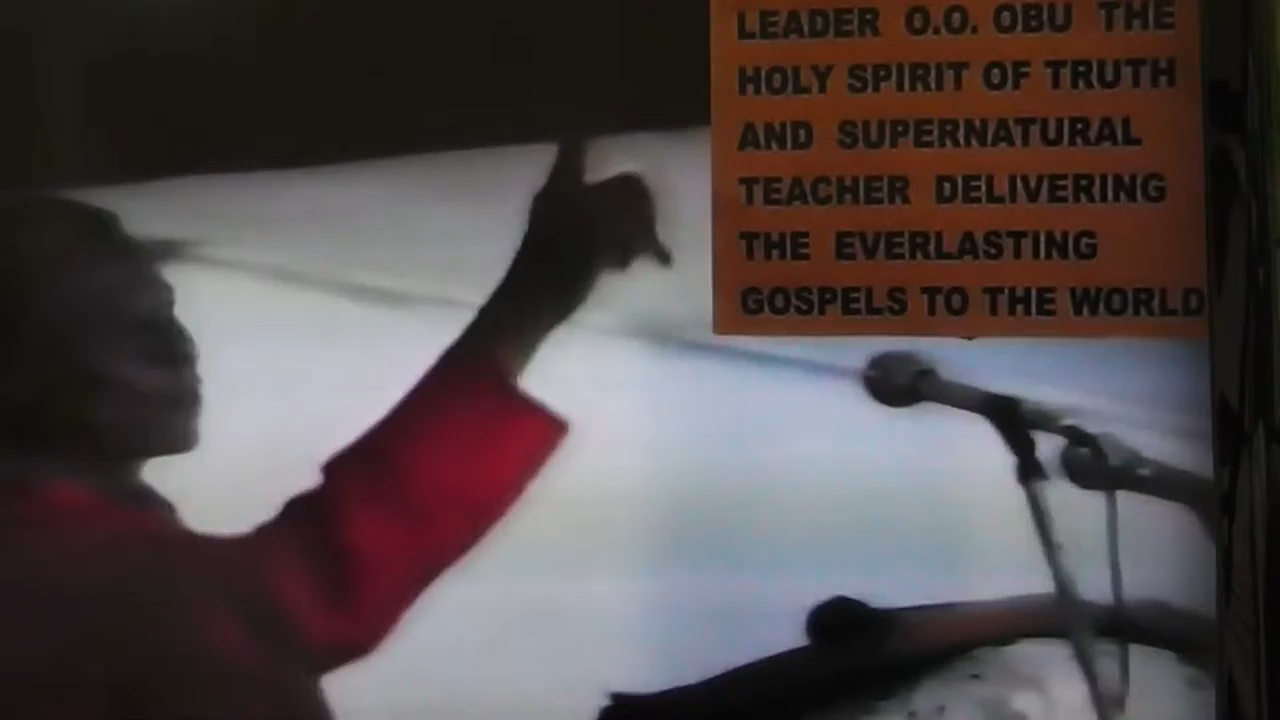 LEADER O.O. OBU THE
HOLY SPIRIT OF TRUTH
AND SUPERNATURAL
TEACHER DELIVERING
THE EVERLASTING
GOSPELS TO THE WORLD